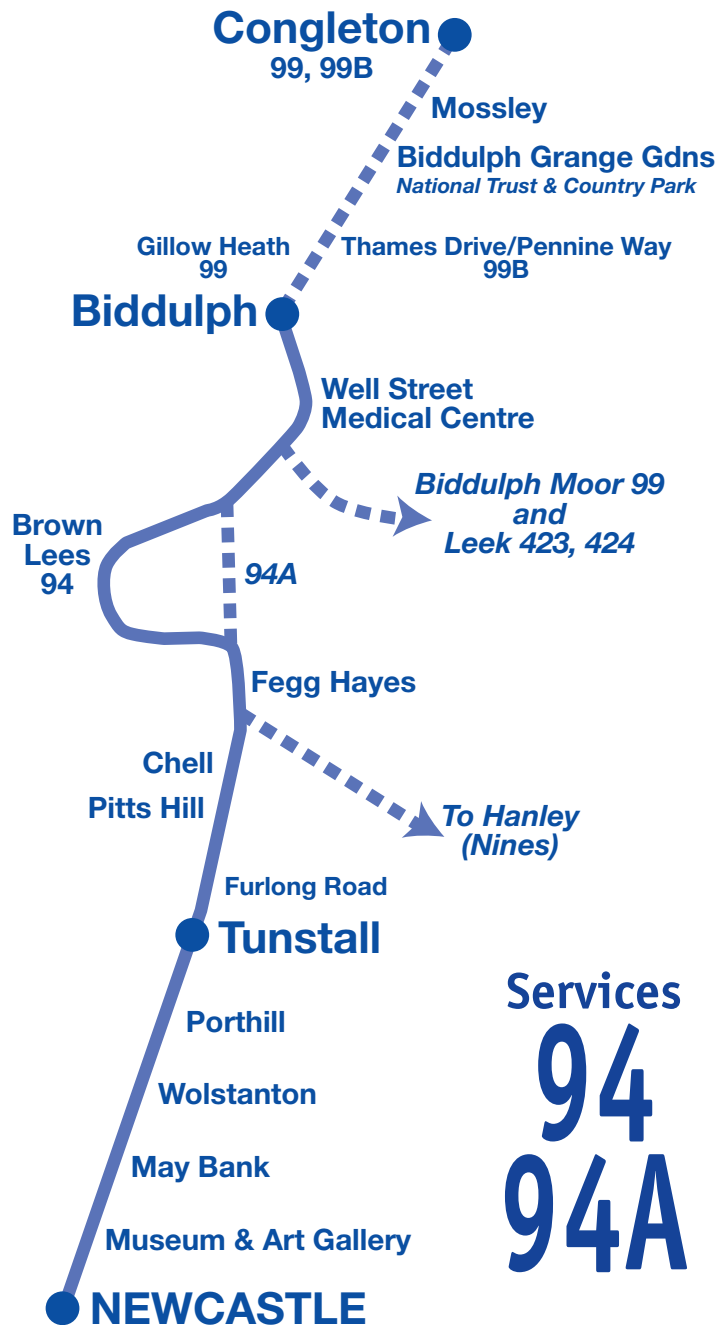 Congleton
99, 99B
Mossley
Biddulph Grange Gdns
National Trust & Country Park
Gillow Heath
99
Thames Drive/Pennine Way
99B
Biddulph
Well Street
Medical Centre
Biddulph Moor 99
and
Leek 423, 424
Brown
Lees
94
94A
Fegg Hayes
Chell
Pitts Hill
To Hanley
(Nines)
Furlong Road
Tunstall
Porthill
Wolstanton
May Bank
Museum & Art Gallery
NEWCASTLE
Services
94
94A